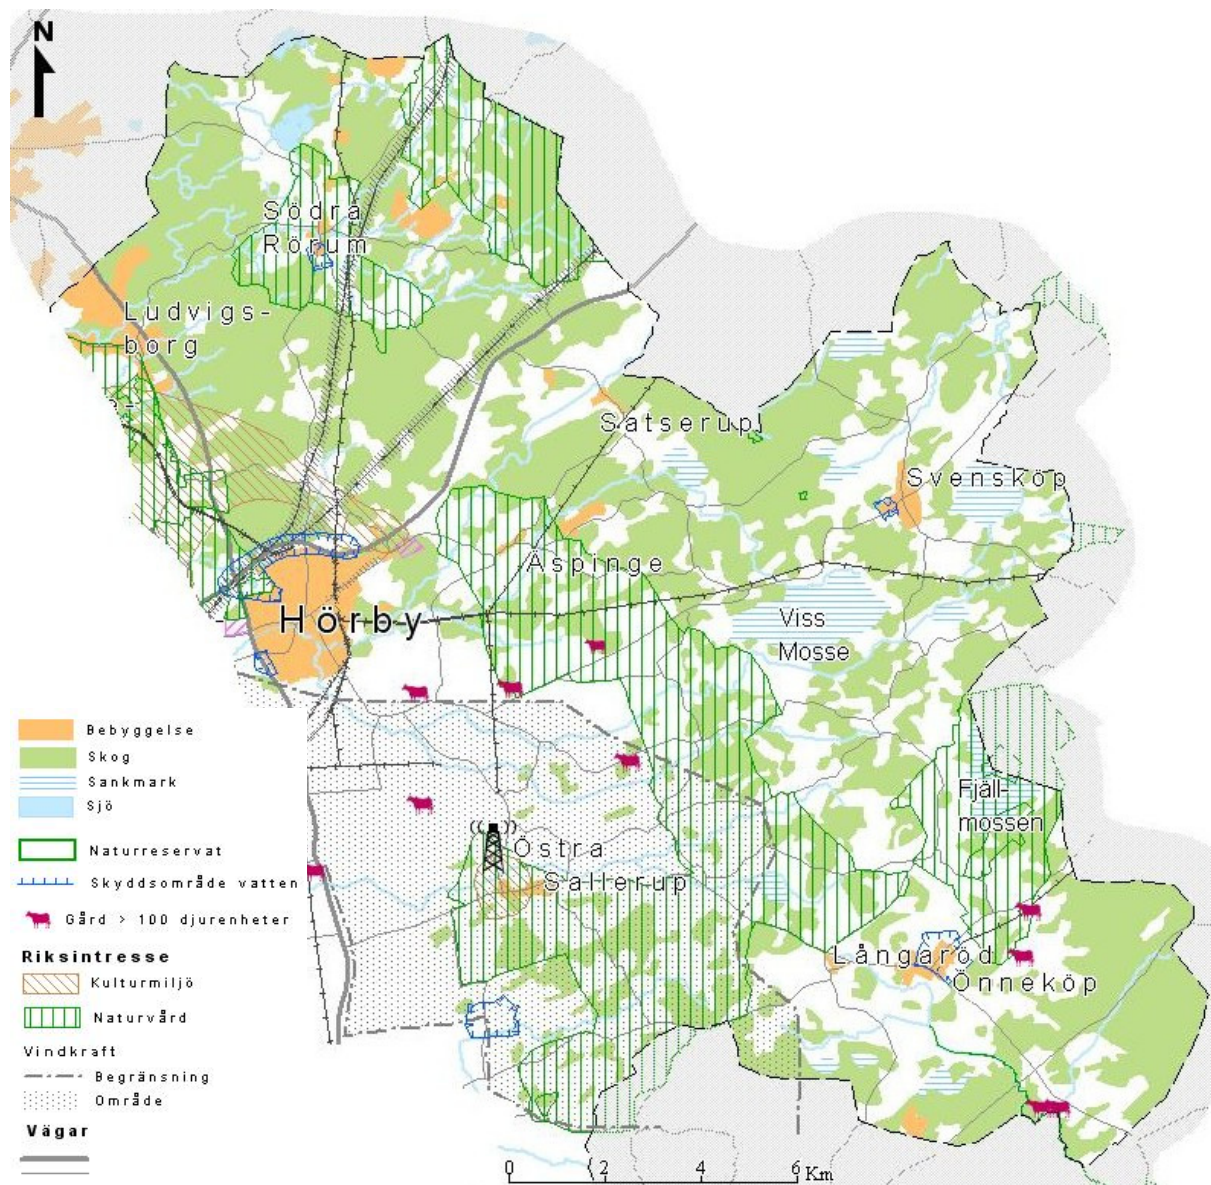 N
Södra
Rörum
Ludvigs-
borg
e-
Satserup
Svensköp
Äspinge
Hörby
Viss
Mosse
Fjäll-
mossen
Östra
Sallerup
Långaröd
Önneköp
Bebyggelse
Skog
Sankmark
Sjö
Naturreservat
Skyddsområde vatten
Gård > 100 djurenheter
Riksintresse
Kulturmiljö
Naturvård
Vindkraft
Begränsning
Område
Vägar
0 2 4 6 Km